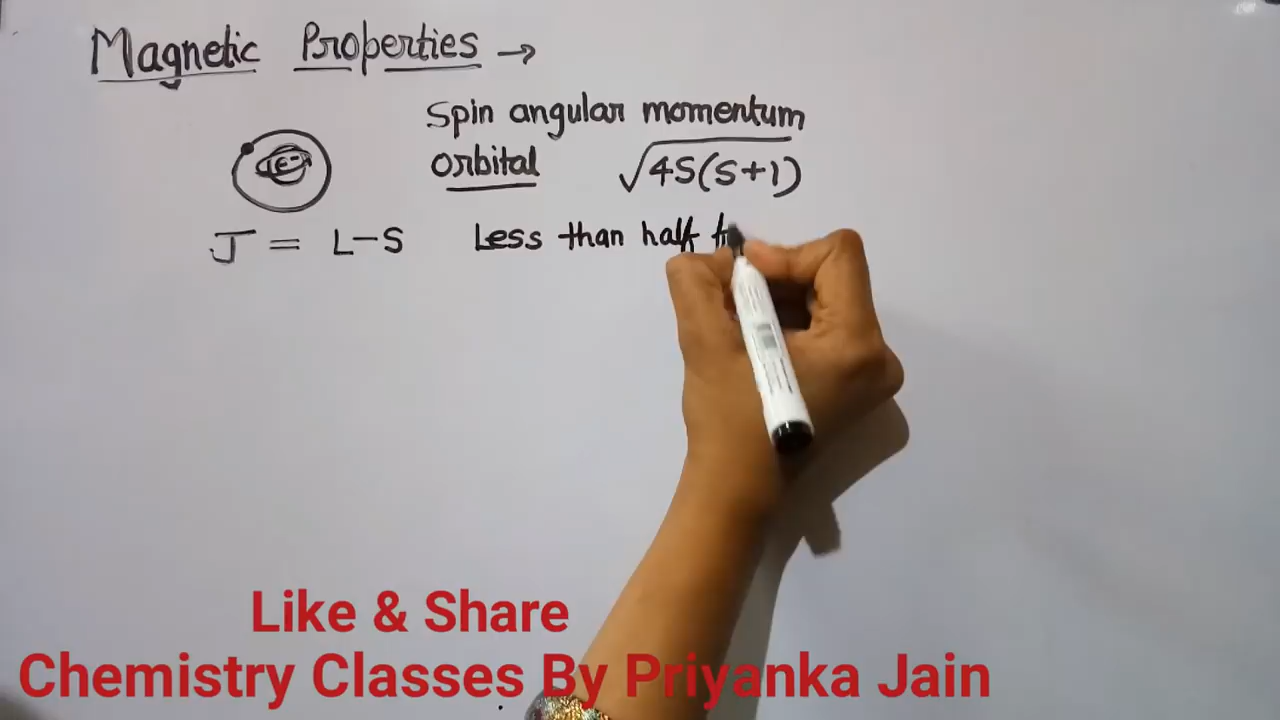 Magnetic Properties →
Spin angular momentum
orbital √4S(S+1)
J = L-S Less than half
Like & Share
Chemistry Classes By Priyanka Jain